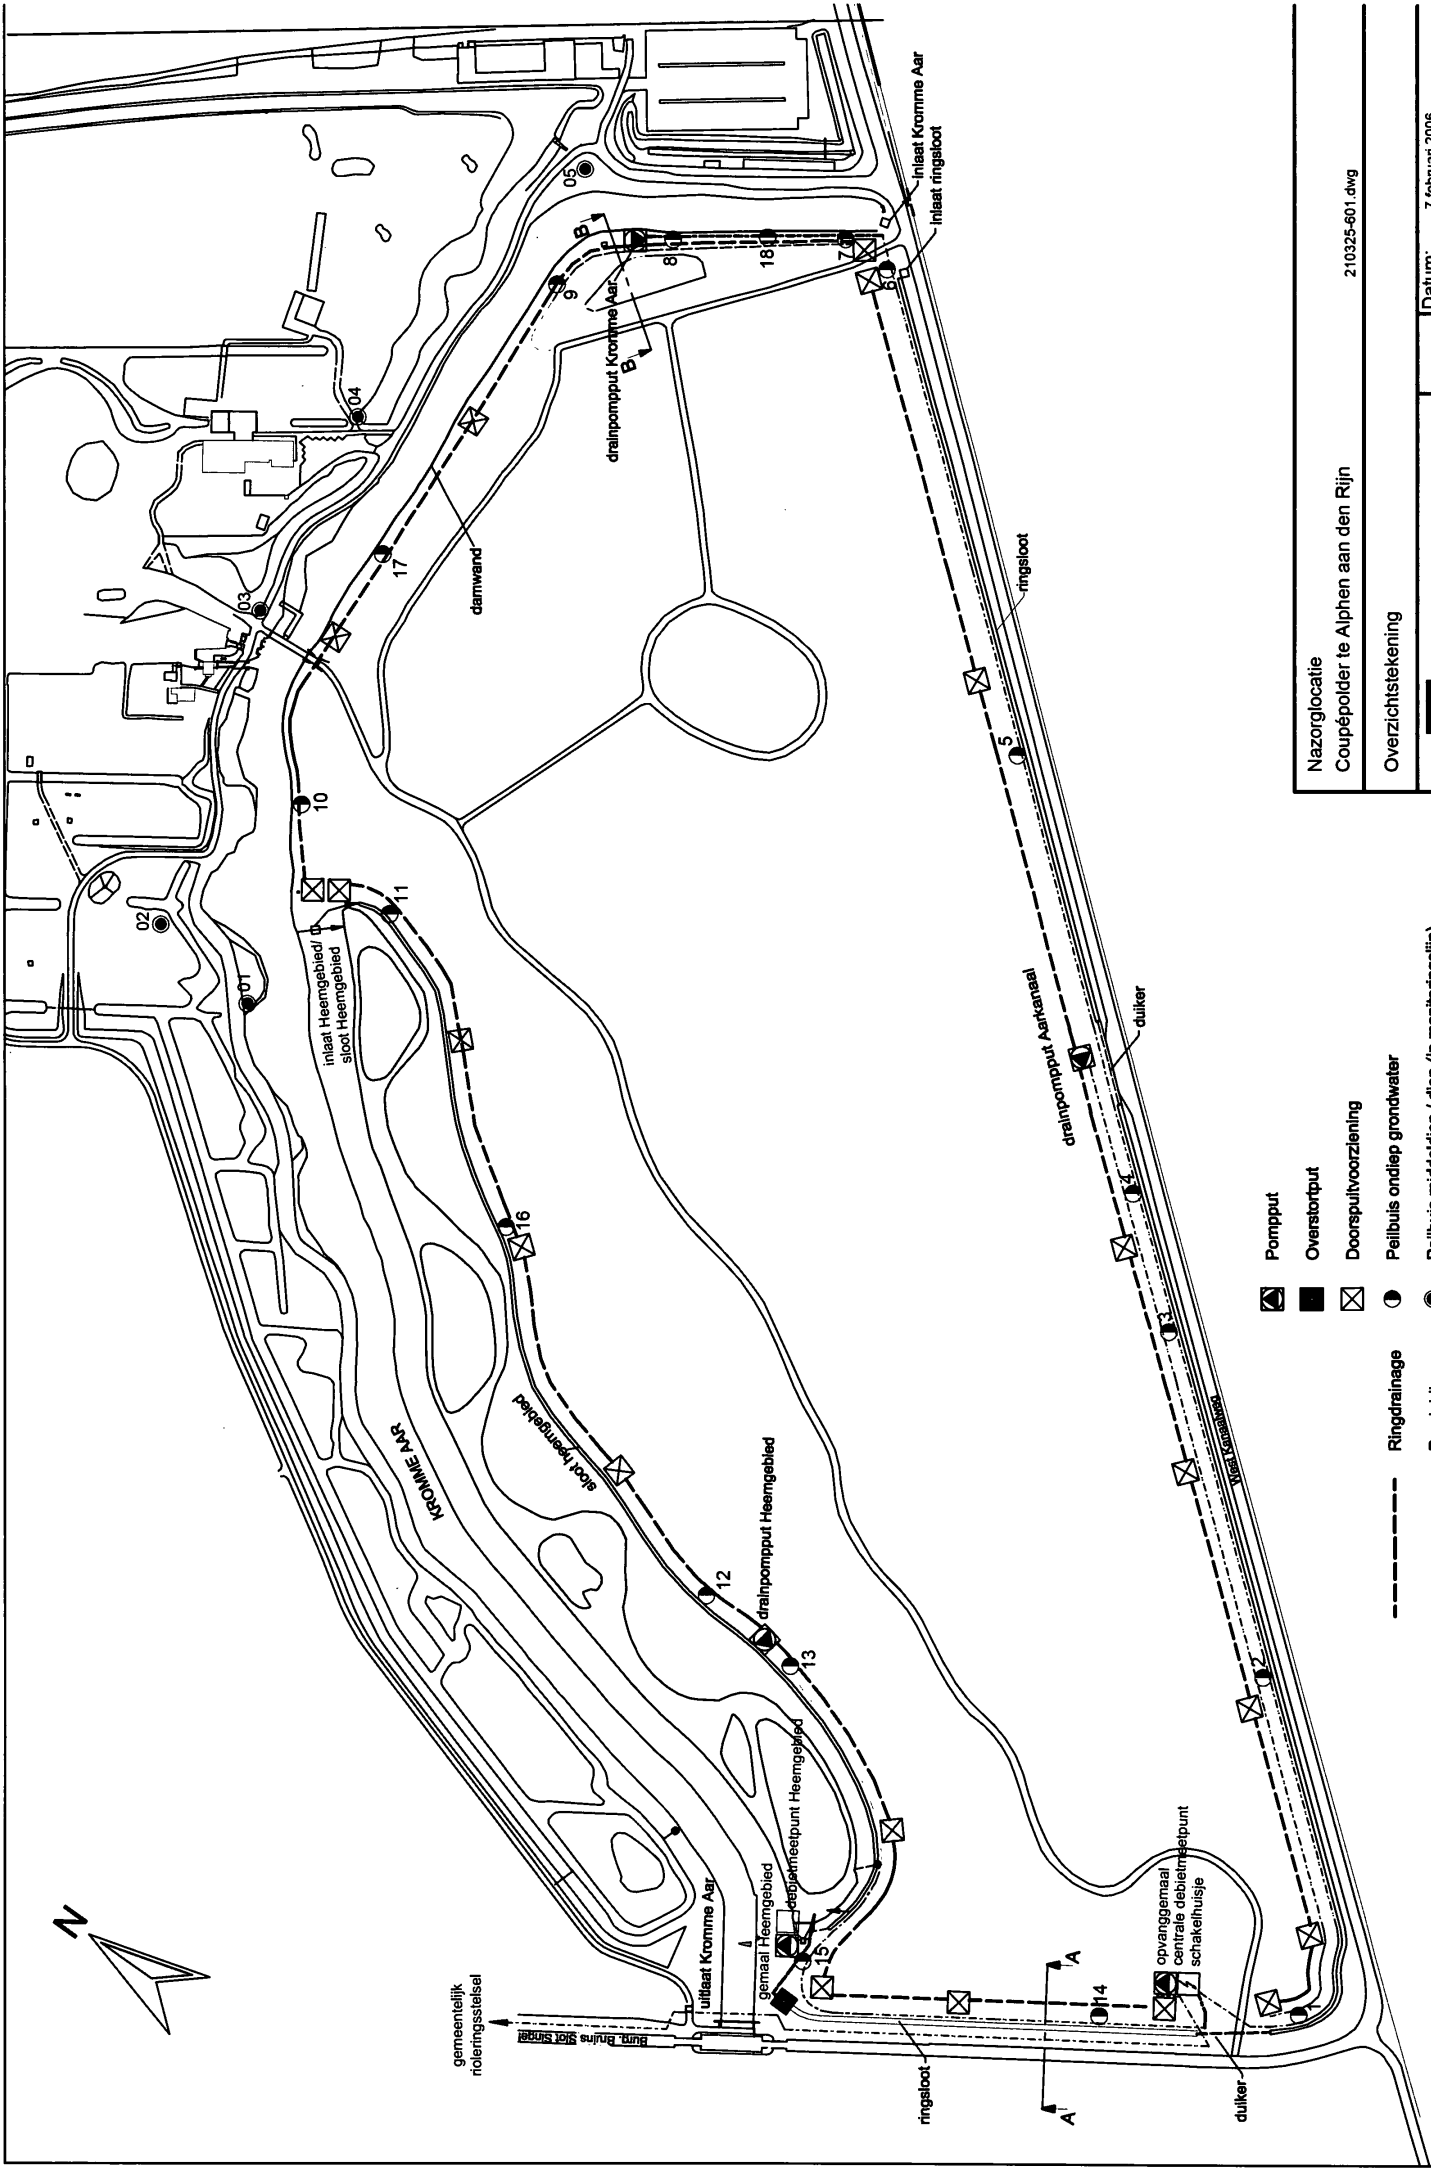 N
gemeentelijk
rioleringsstelsel
Burg. Bruins Slot Singel
uitlaat Kromme Aar
gemaal Heemgebied
debietmeetpunt Heemgebied
KROMME AAR
sloot heemgebied
drainpompput Heemgebied
inlaat Heemgebied/
sloot Heemgebied
damwand
drainpompput Kromme Aar
inlaat Kromme Aar
inlaat ringsloot
ringsloot
drainpompput Aarkanaal
duiker
West Kanaalweg
opvanggemaal
centrale debietmeetpunt
schakelhuisje
ringsloot
duiker
A
A
B
B
01
02
03
04
05
1
2
3
4
5
6
7
8
9
10
11
12
13
14
15
16
17
18
Ringdrainage
Pompput
Overstortput
Doorspuitvoorziening
Peilbuis ondiep grondwater
Nazorglocatie
Coupépolder te Alphen aan den Rijn
210325-601.dwg
Overzichtstekening
Datum:
7 februari 2006